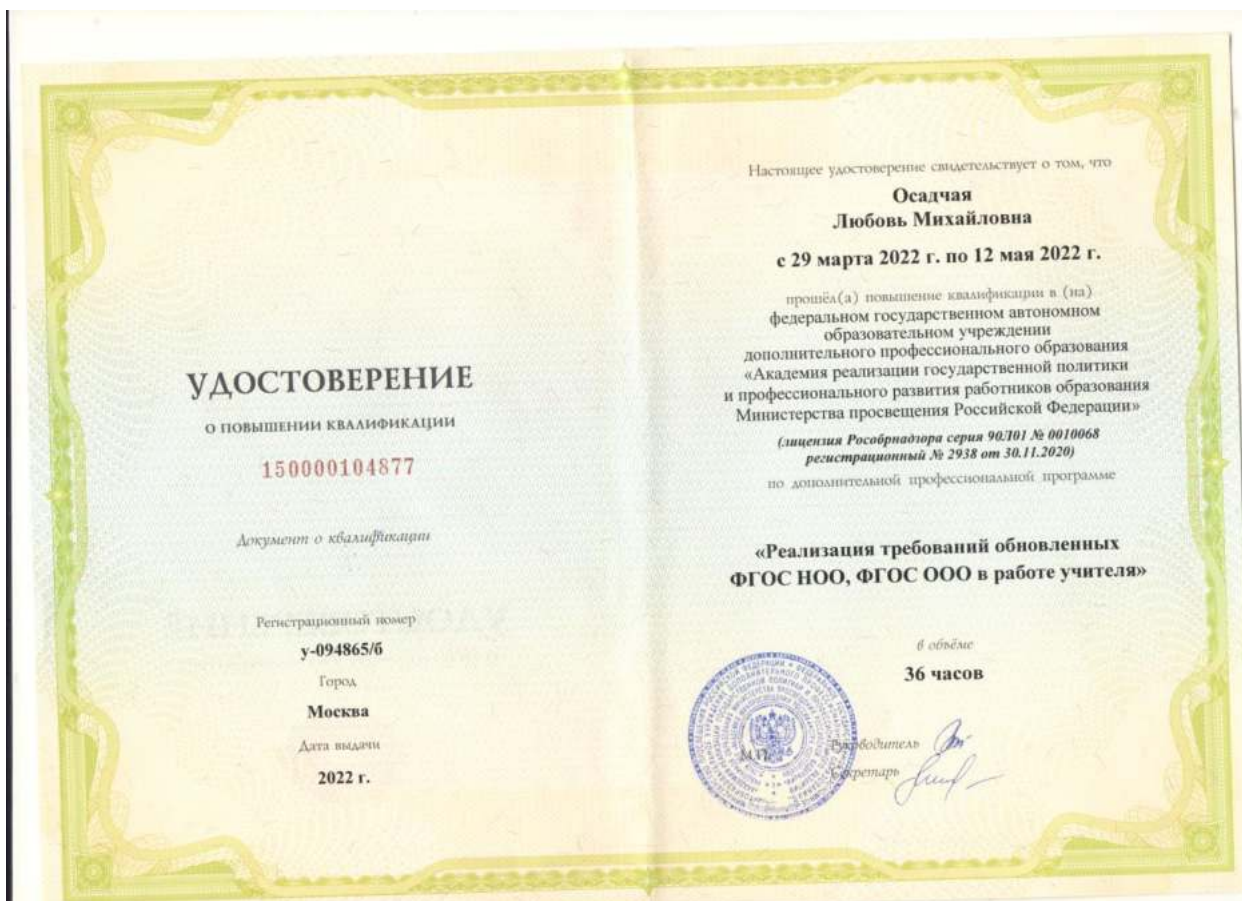 УДОСТОВЕРЕНИЕ
О ПОВЫШЕНИИ КВАЛИФИКАЦИИ
150000104877
Документ о квалификации
Регистрационный номер
у-094865/б
Город
Москва
Дата выдачи
2022 г.
Настоящее удостоверение свидетельствует о том, что
Осадчая
Любовь Михайловна
с 29 марта 2022 г. по 12 мая 2022 г.
прошёл(а) повышение квалификации в (на)
федеральном государственном автономном
образовательном учреждении
дополнительного профессионального образования
«Академия реализации государственной политики
и профессионального развития работников образования
Министерства просвещения Российской Федерации»
(лицензия Рособрнадзора серия 90Л01 № 0010068
регистрационный № 2938 от 30.11.2020)
по дополнительной профессиональной программе
«Реализация требований обновленных
ФГОС НОО, ФГОС ООО в работе учителя»
в объёме
36 часов
М.П.
Руководитель
Секретарь